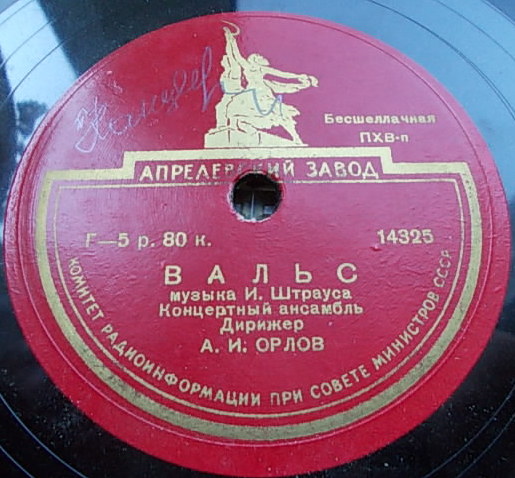 Бесшеллачная
ПХВ-п
АПРЕЛЕВСКИЙ ЗАВОД
Г—5 р. 80 к.
14325
ВАЛЬС
музыка И. Штрауса
Концертный ансамбль
Дирижер
А. И. ОРЛОВ
КОМИТЕТ РАДИОИНФОРМАЦИИ ПРИ СОВЕТЕ МИНИСТРОВ СССР